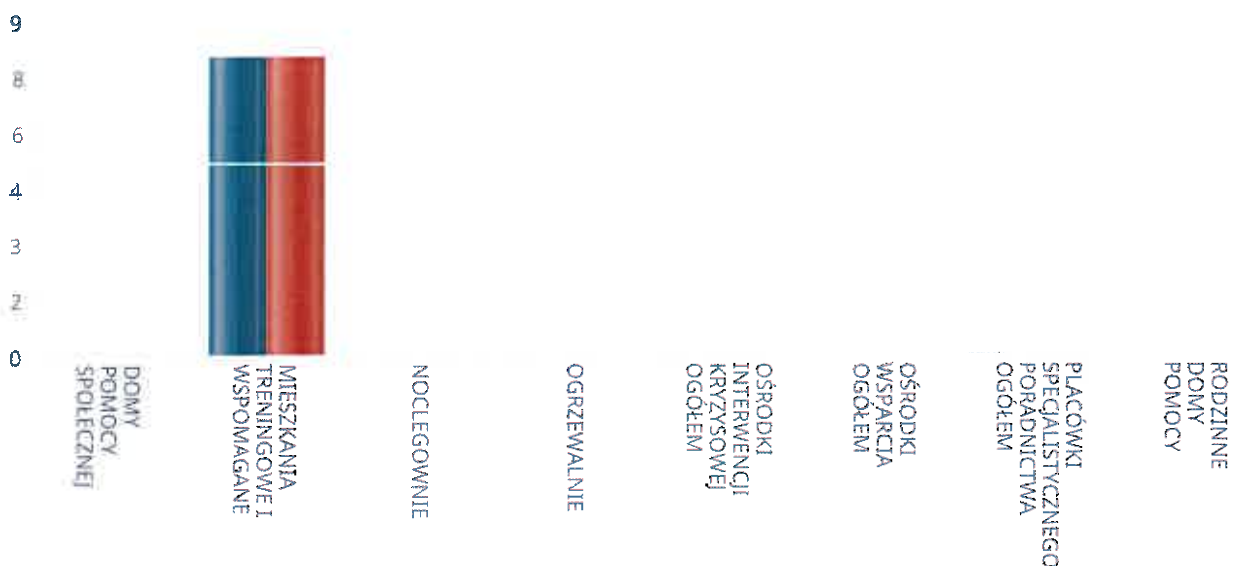 9
8
6
4
3
2
0
DOMY
POMOCY
SPOŁECZNEJ
MIESZKANIA
TRENINGOWE I
WSPOMAGANE
NOCLEGOWNIE
OGRZEWALNIE
OŚRODKI
INTERWENCJI
KRYZYSOWEJ
OGÓŁEM
OŚRODKI
WSPARCIA
OGÓŁEM
PLACÓWKI
SPECJALISTYCZNEGO
PORADNICTWA
OGÓŁEM
RODZINNE
DOMY
POMOCY